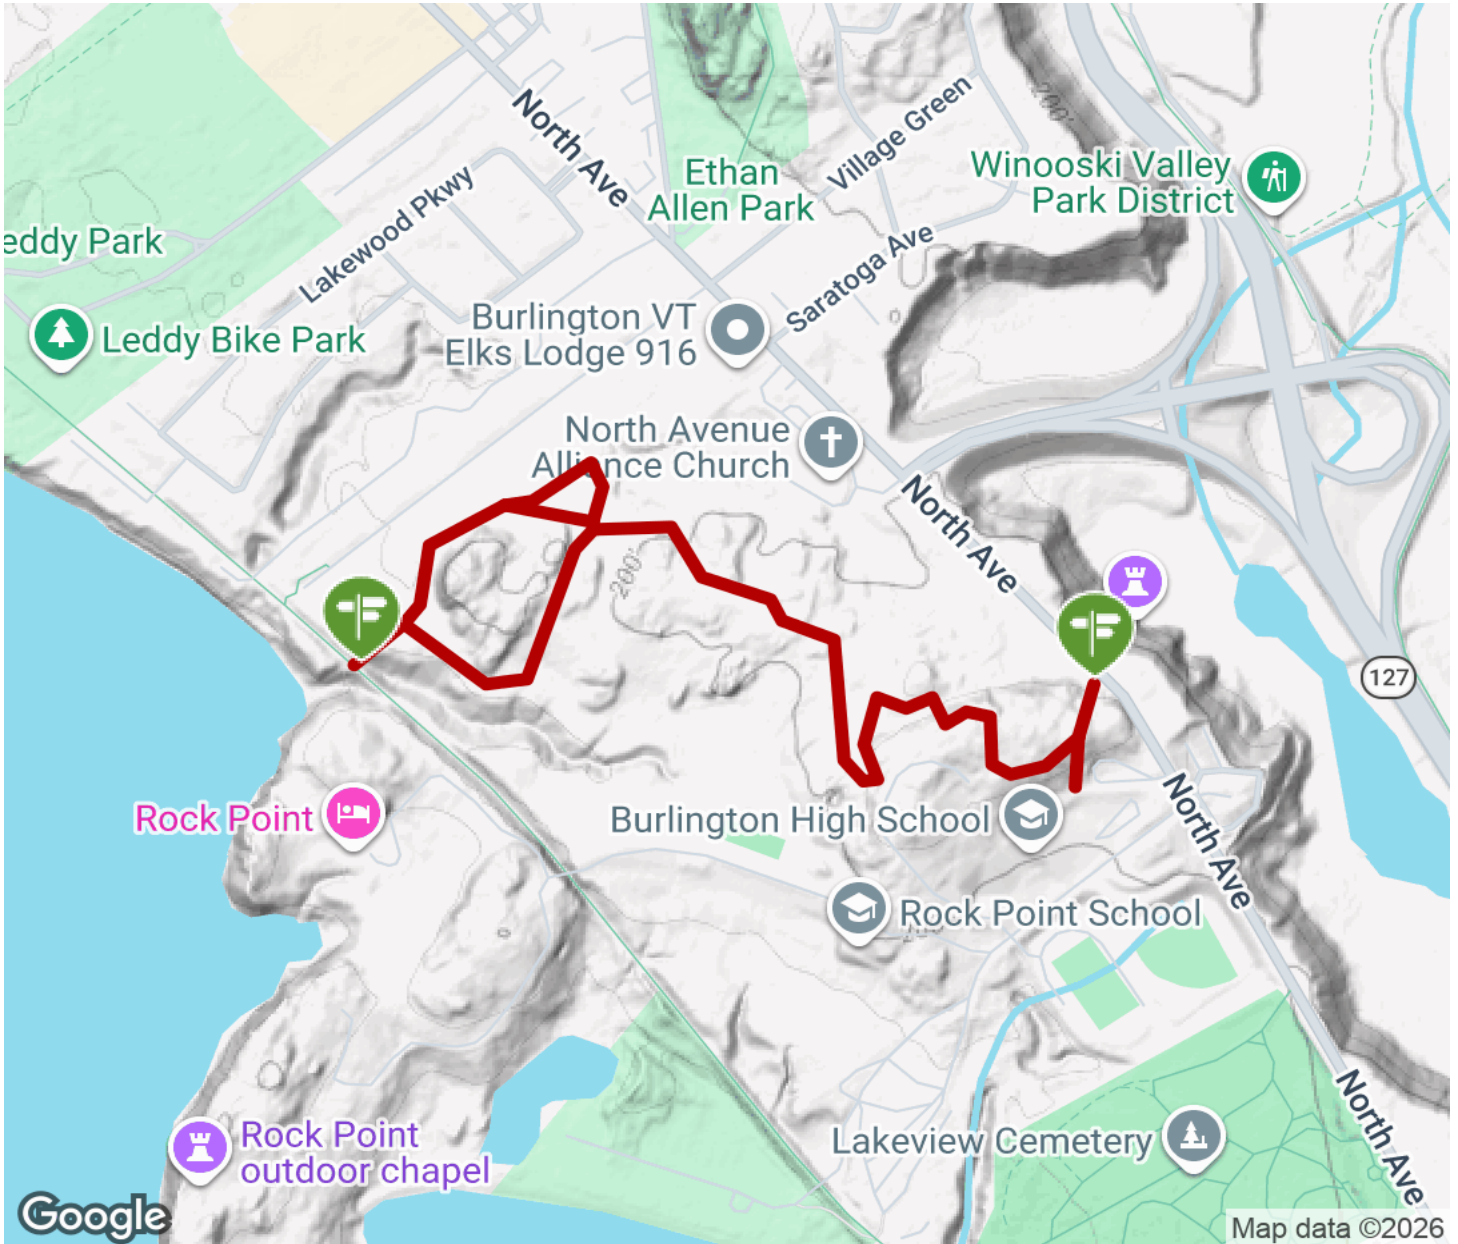 North Ave
200'
Village Green
Ethan
Allen Park
Winooski Valley
Park District
Lakewood Pkwy
eddy Park
Saratoga Ave
Burlington VT
Elks Lodge 916
Leddy Bike Park
North Avenue
Alliance Church
North Ave
200'
127
Rock Point
Burlington High School
North Ave
Rock Point School
Rock Point
outdoor chapel
Lakeview Cemetery
North Ave
Google
Map data ©2026